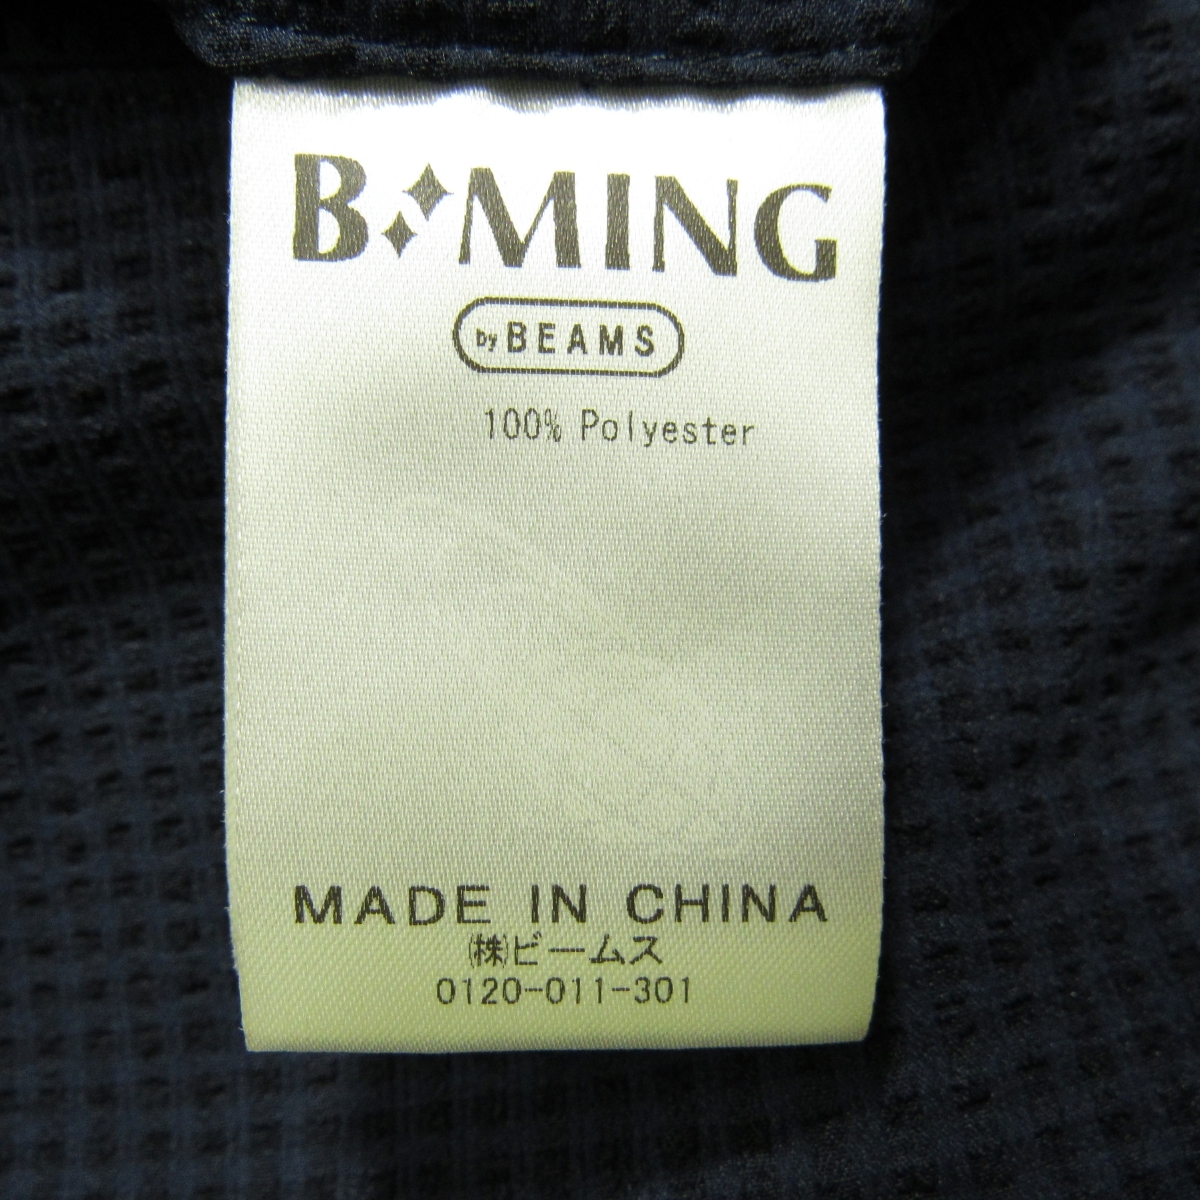 B MING
by BEAMS
100% Polyester
MADE IN CHINA
㈱ビームス
0120-011-301